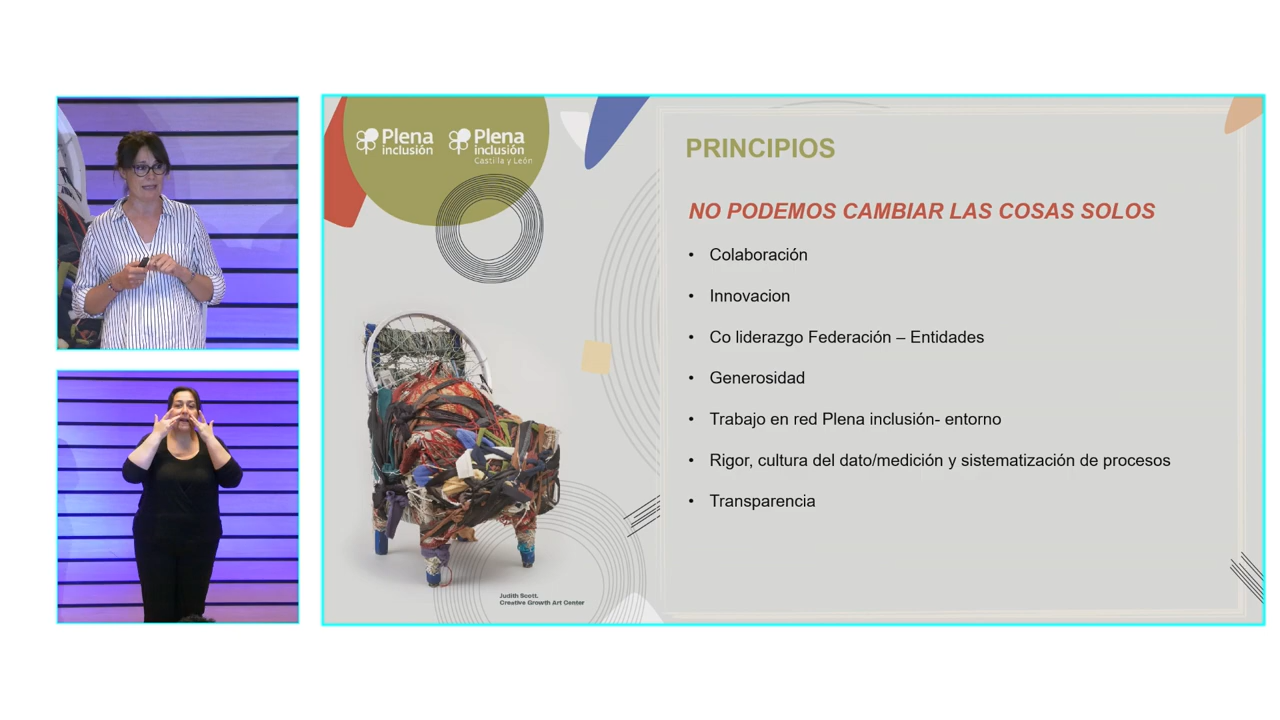 Plena
inclusión
Plena
inclusión
Castilla y León
PRINCIPIOS
NO PODEMOS CAMBIAR LAS COSAS SOLOS
• Colaboración
• Innovacion
• Co liderazgo Federación – Entidades
• Generosidad
• Trabajo en red Plena inclusión- entorno
• Rigor, cultura del dato/medición y sistematización de procesos
• Transparencia
Judith Scott.
Creative Growth Art Center